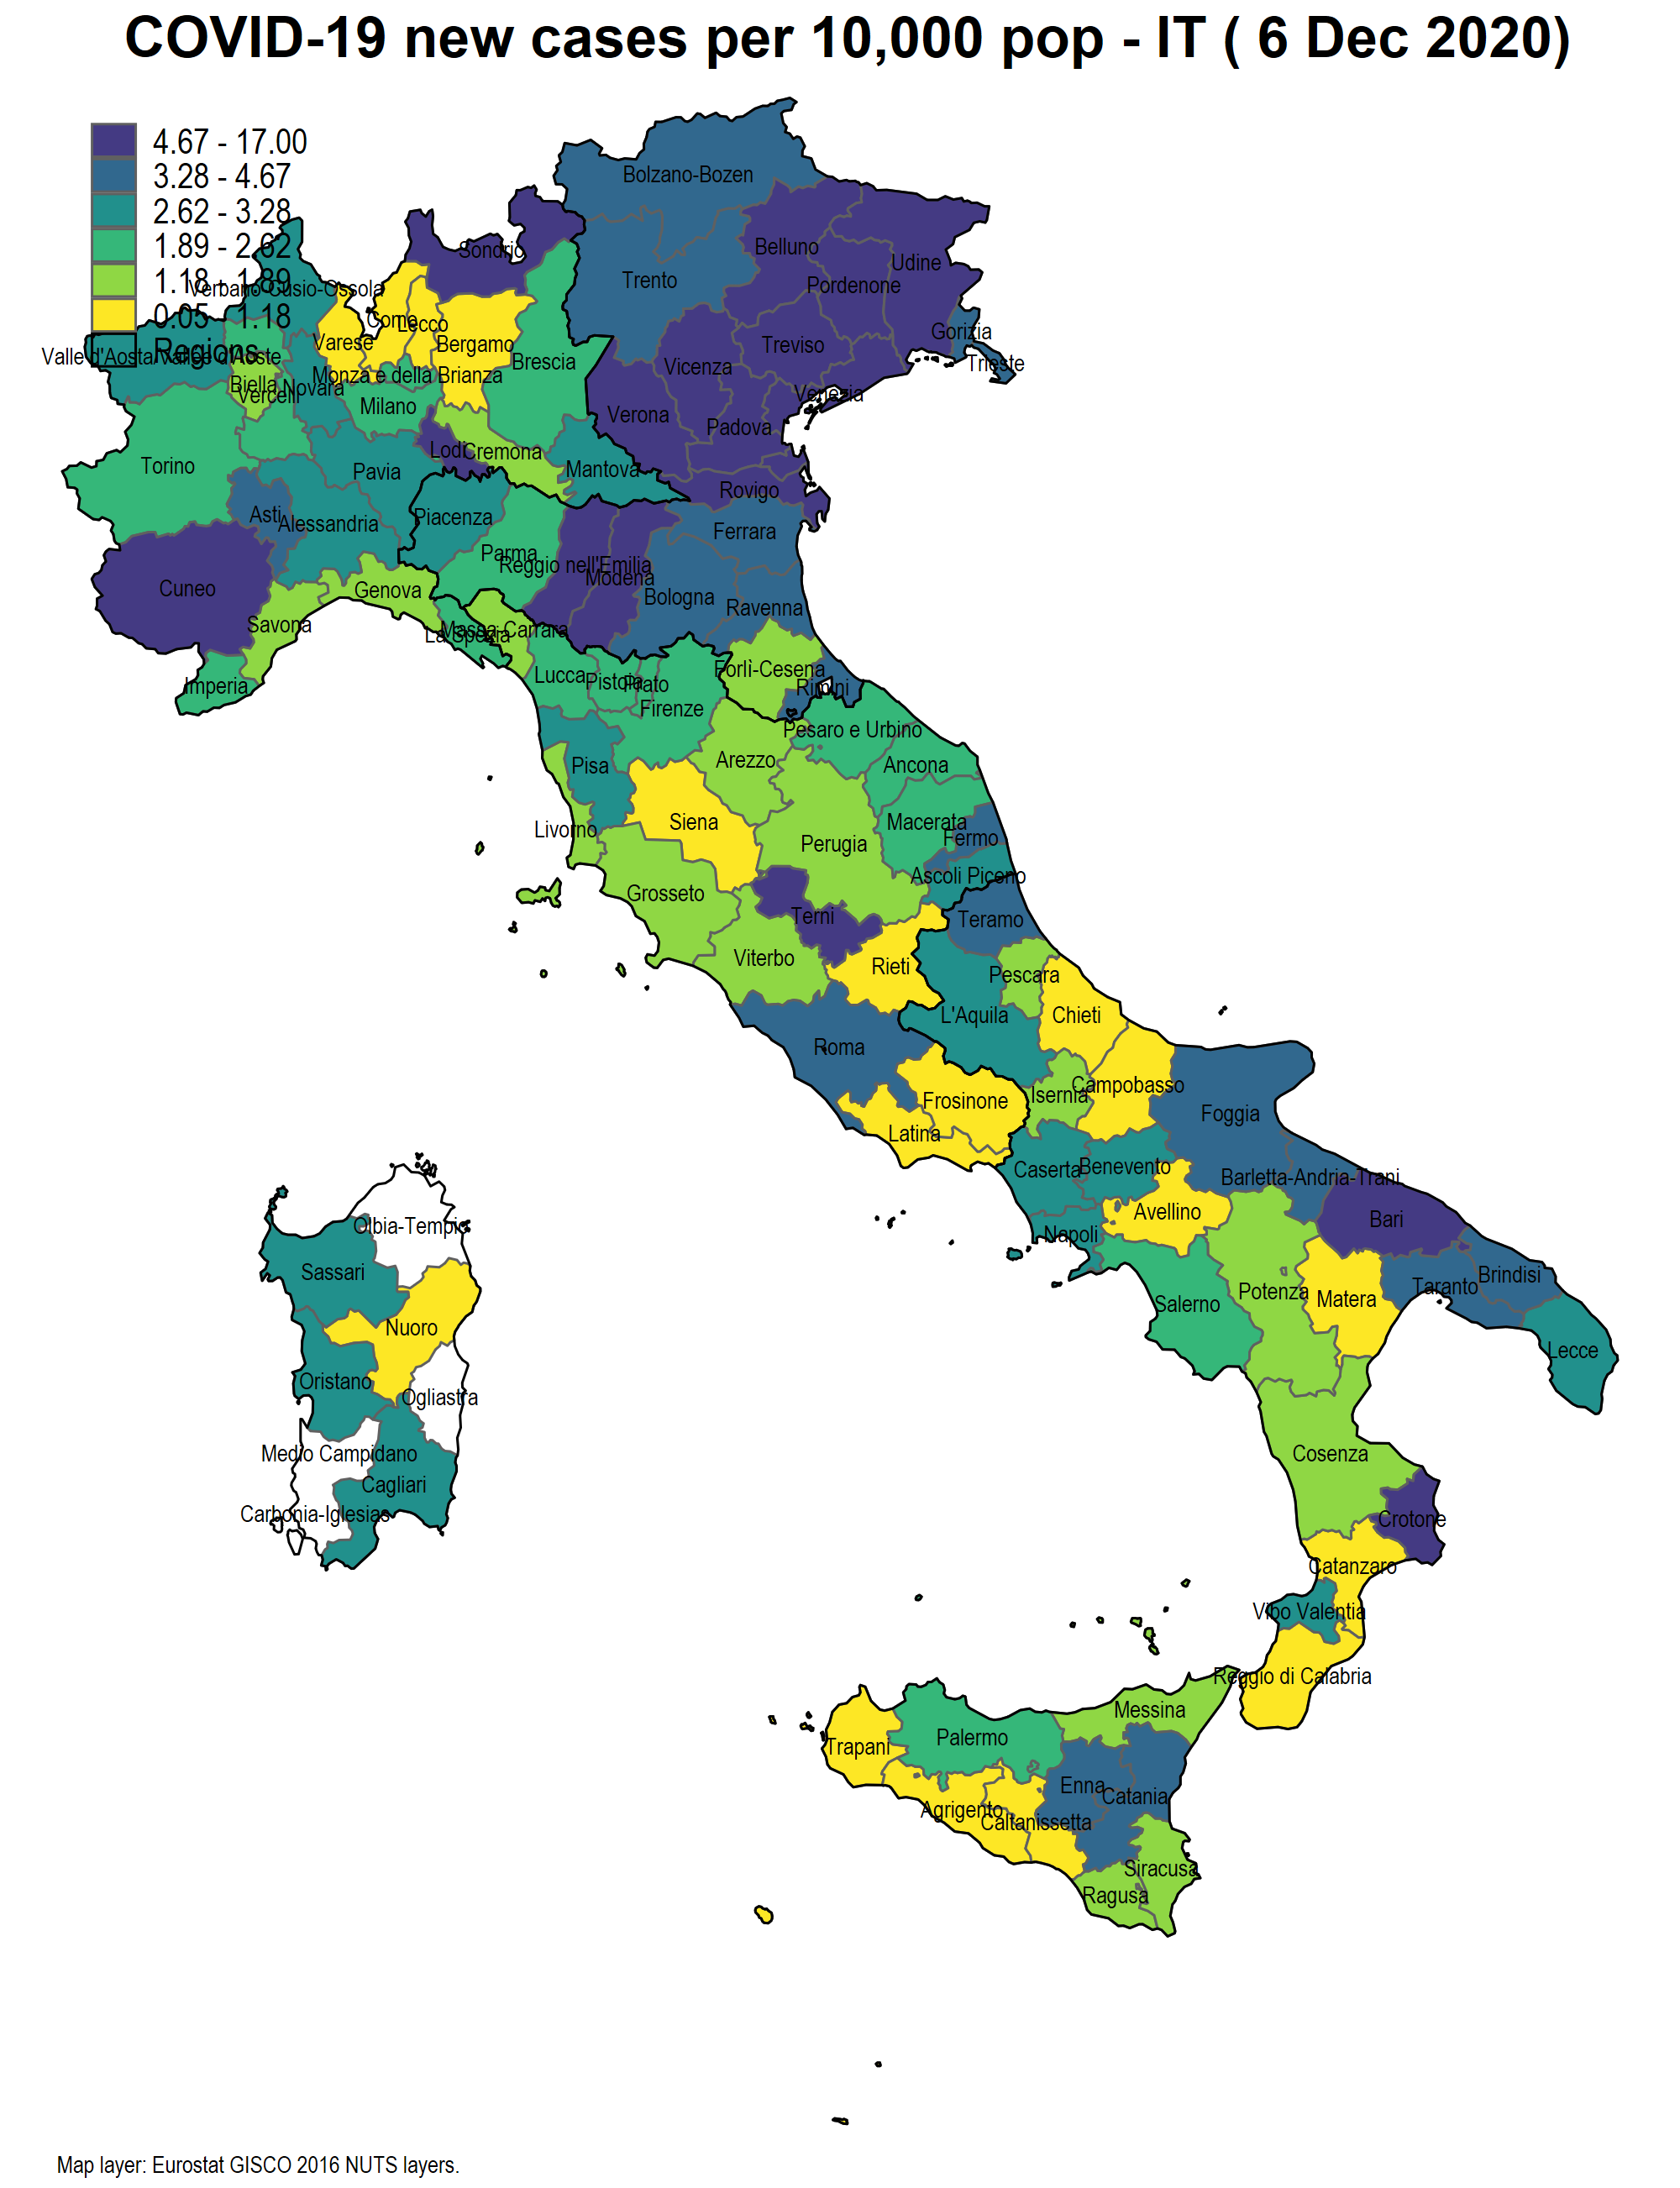 COVID-19 new cases per 10,000 pop - IT ( 6 Dec 2020)
4.67 - 17.00
3.28 - 4.67
2.62 - 3.28
1.89 - 2.62
1.18 - 1.89
0.05 - 1.18
Regions
Bolzano-Bozen
Sondrio
Belluno
Udine
Trento
Pordenone
Verbano-Cusio-Ossola
Como
Lecco
Gorizia
Varese
Bergamo
Treviso
Valle d'Aosta/Vallée d'Aoste
Brescia
Vicenza
Trieste
Monza e della Brianza
Biella
Novara
Vercelli
Venezia
Milano
Verona
Padova
Lodi
Cremona
Torino
Pavia
Mantova
Rovigo
Asti
Alessandria
Piacenza
Ferrara
Parma
Reggio nell'Emilia
Modena
Cuneo
Genova
Bologna
Ravenna
Savona
Massa-Carrara
La Spezia
Forlì-Cesena
Lucca
Pistoia
Prato
Rimini
Imperia
Firenze
Pesaro e Urbino
Arezzo
Pisa
Ancona
Siena
Macerata
Livorno
Fermo
Perugia
Ascoli Piceno
Grosseto
Terni
Teramo
Viterbo
Rieti
Pescara
L'Aquila
Chieti
Roma
Campobasso
Isernia
Frosinone
Foggia
Latina
Caserta
Benevento
Barletta-Andria-Trani
Avellino
Bari
Olbia-Tempio
Napoli
Sassari
Brindisi
Taranto
Potenza
Matera
Salerno
Nuoro
Lecce
Oristano
Ogliastra
Medio Campidano
Cosenza
Cagliari
Carbonia-Iglesias
Crotone
Catanzaro
Vibo Valentia
Reggio di Calabria
Messina
Palermo
Trapani
Enna
Catania
Agrigento
Caltanissetta
Siracusa
Ragusa
Map layer: Eurostat GISCO 2016 NUTS layers.